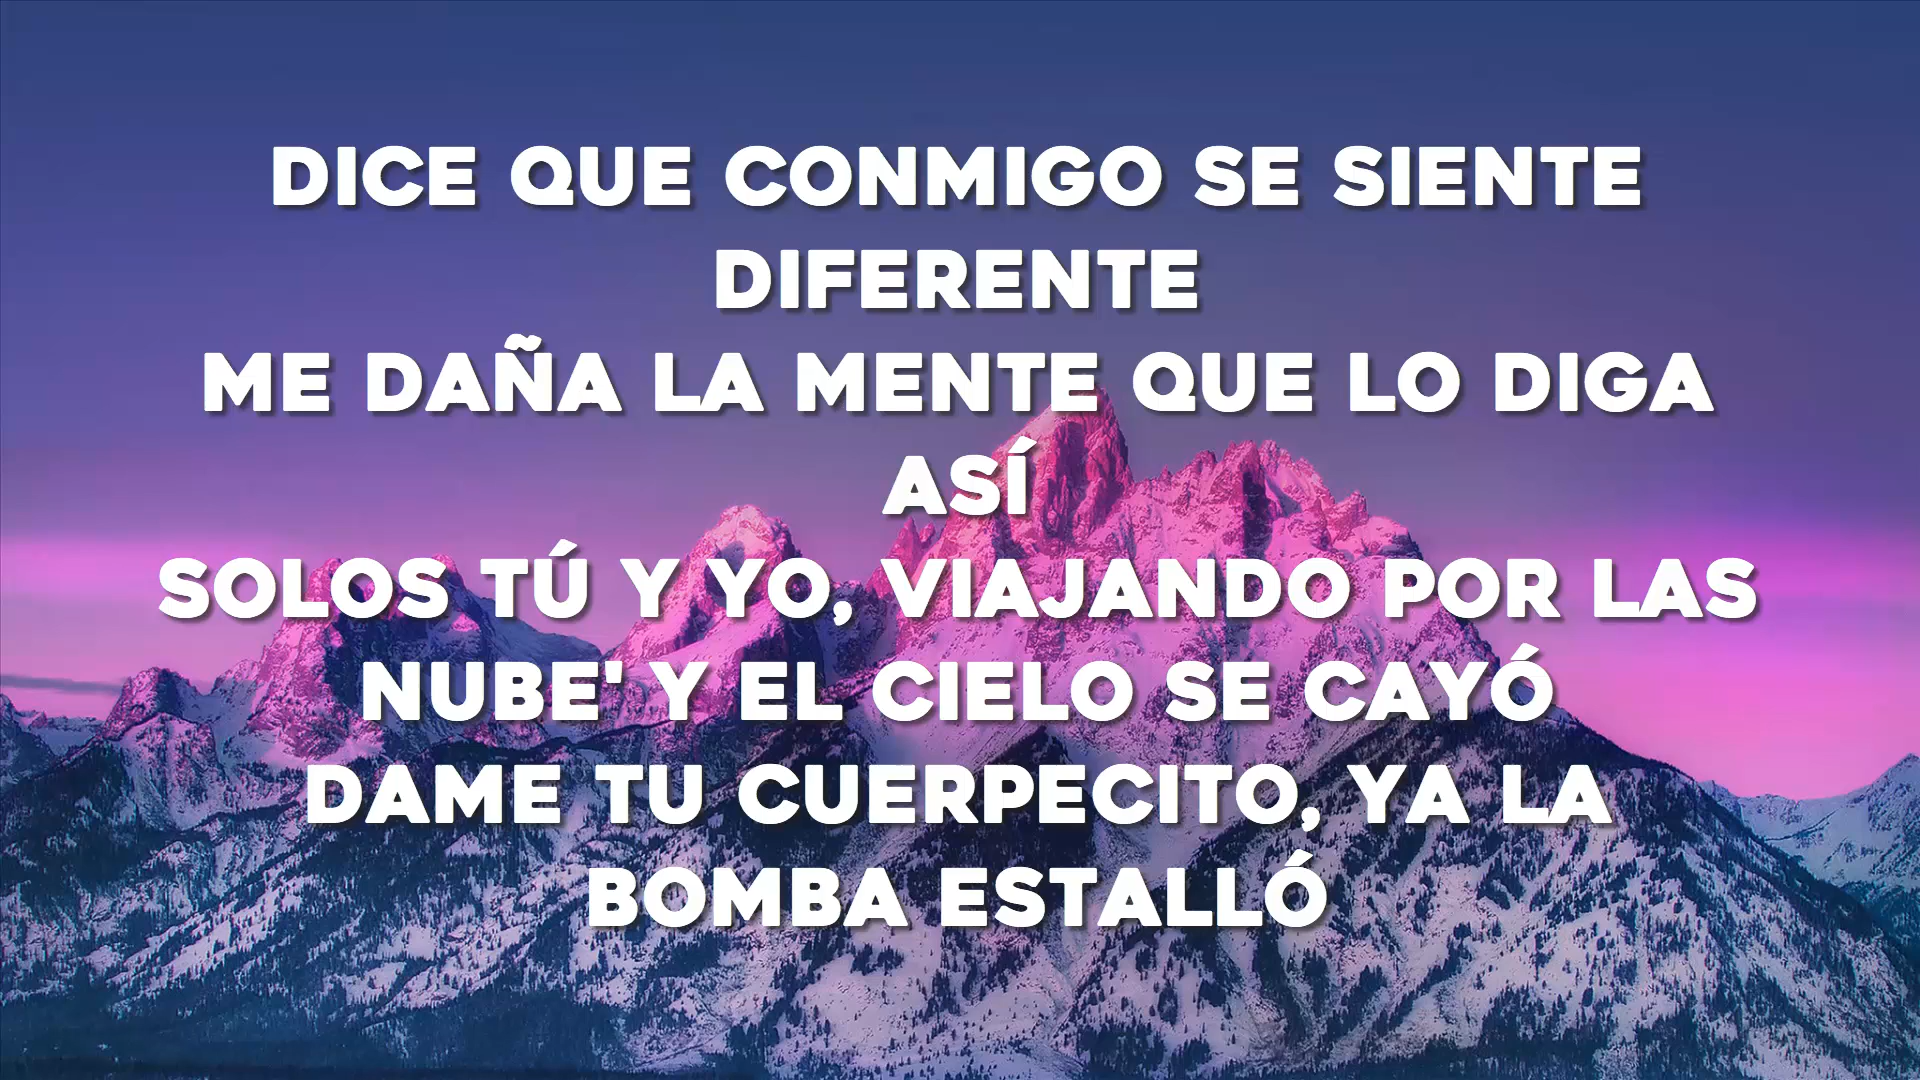 DICE QUE CONMIGO SE SIENTE
DIFERENTE
ME DAÑA LA MENTE QUE LO DIGA
ASÍ
SOLOS TÚ Y YO, VIAJANDO POR LAS
NUBE' Y EL CIELO SE CAYÓ
DAME TU CUERPECITO, YA LA
BOMBA ESTALLÓ